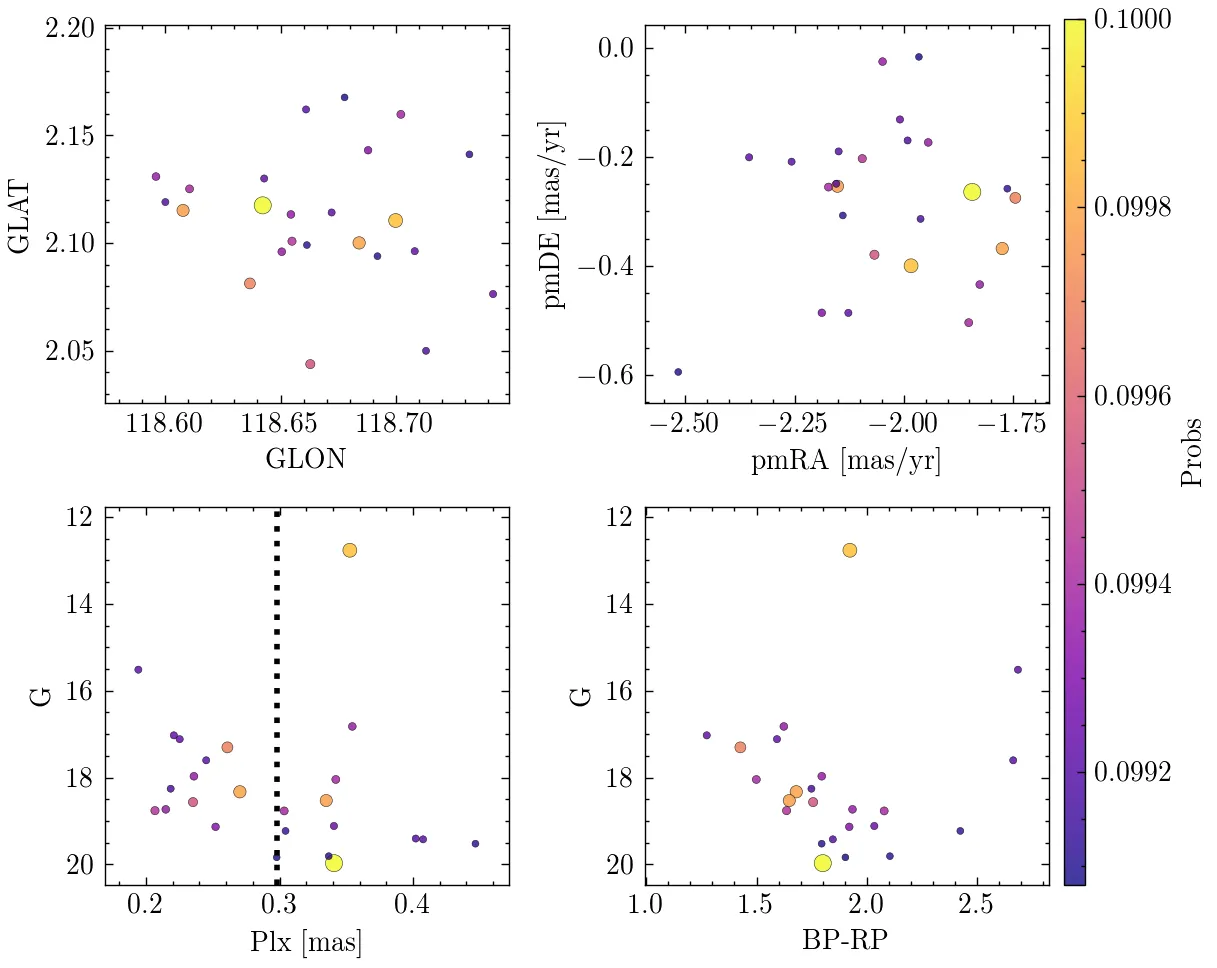 2.20
2.15
2.10
2.05
GLAT
118.60 118.65 118.70
GLON
0.0
−0.2
−0.4
−0.6
pmDE [mas/yr]
−2.50 −2.25 −2.00 −1.75
pmRA [mas/yr]
12
14
16
18
20
G
0.2 0.3 0.4
Plx [mas]
12
14
16
18
20
G
1.0 1.5 2.0 2.5
BP-RP
0.1000
0.0998
0.0996
0.0994
0.0992
Probs